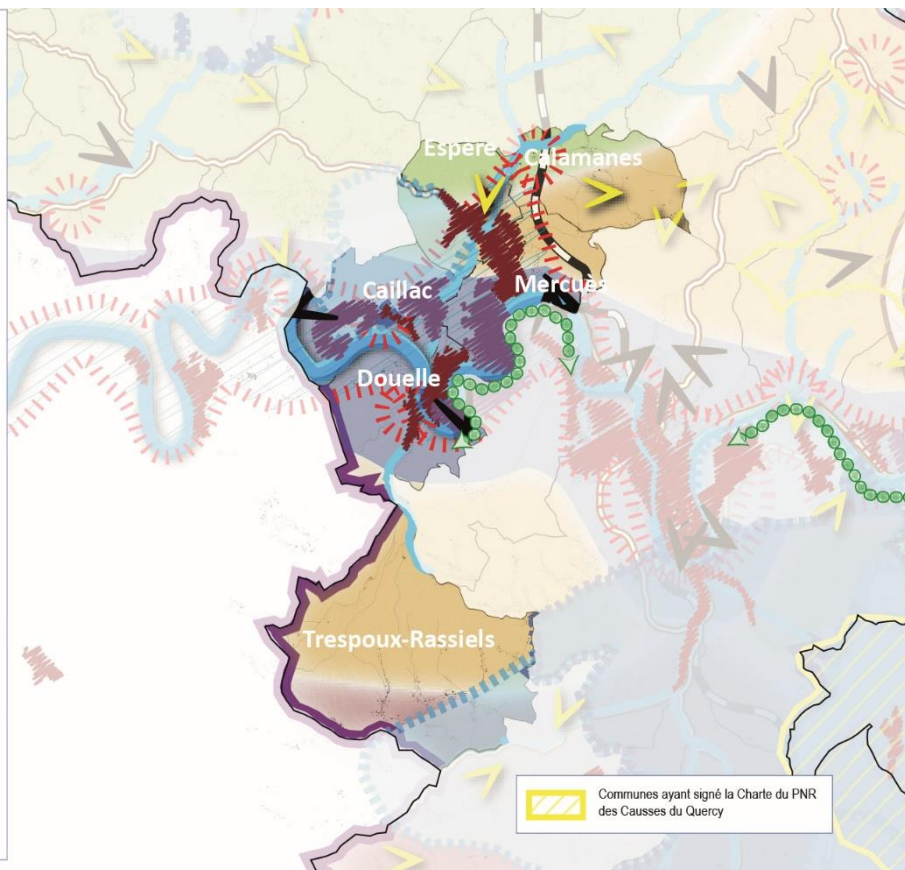 Espère
Calamanes
Caillac
Mercuès
Douelle
Trespoux-Rassiels
Communes ayant signé la Charte du PNR
des Causses du Quercy